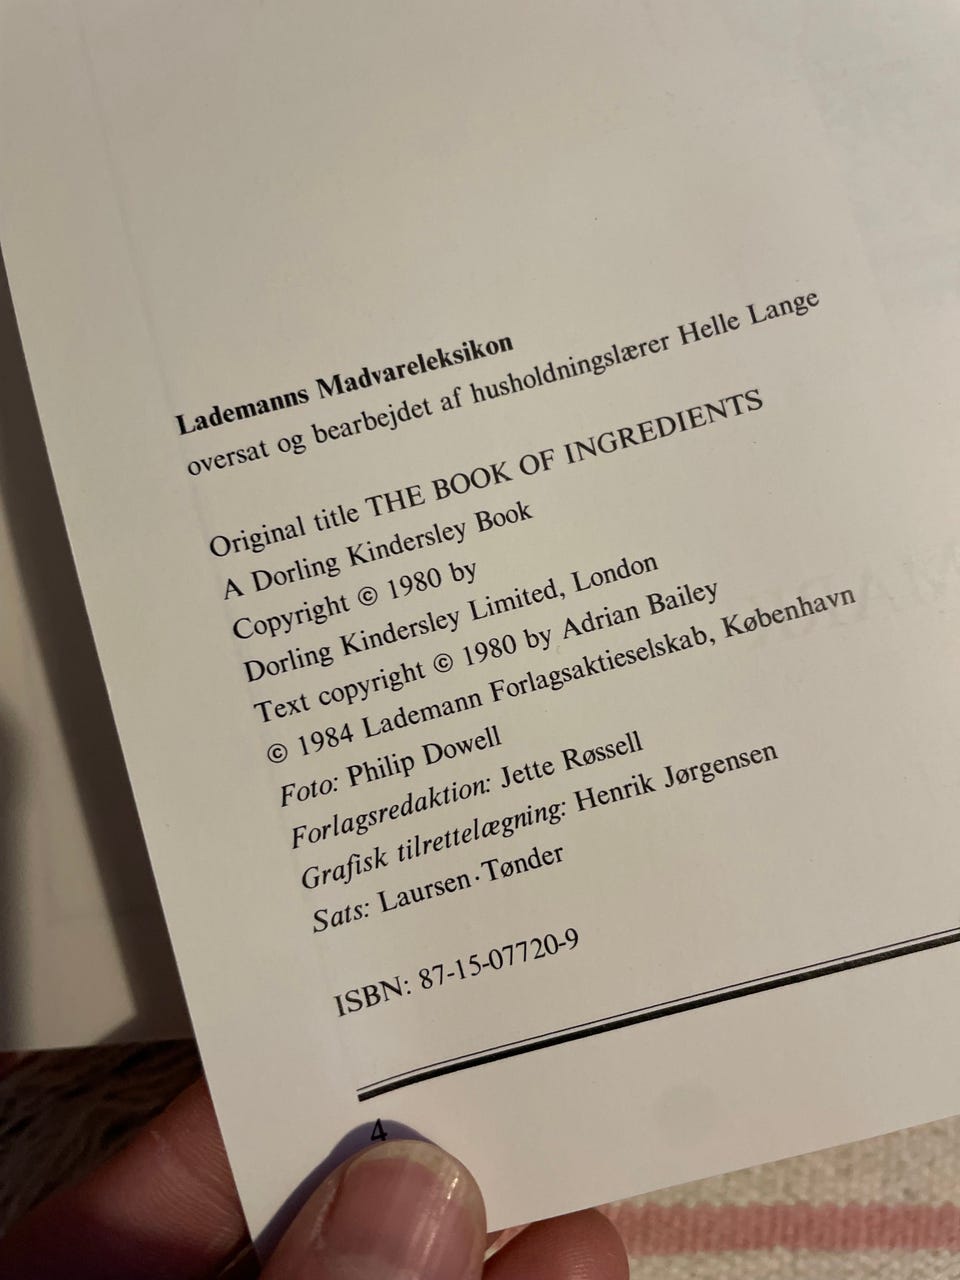 Lademanns Madvareleksikon
oversat og bearbejdet af husholdningslærer Helle Lange
Original title THE BOOK OF INGREDIENTS
A Dorling Kindersley Book
Copyright © 1980 by
Dorling Kindersley Limited, London
Text copyright © 1980 by Adrian Bailey
© 1984 Lademann Forlagsaktieselskab, København
Foto: Philip Dowell
Forlagsredaktion: Jette Røssell
Grafisk tilrettelægning: Henrik Jørgensen
Sats: Laursen · Tønder
ISBN: 87-15-07720-9
4